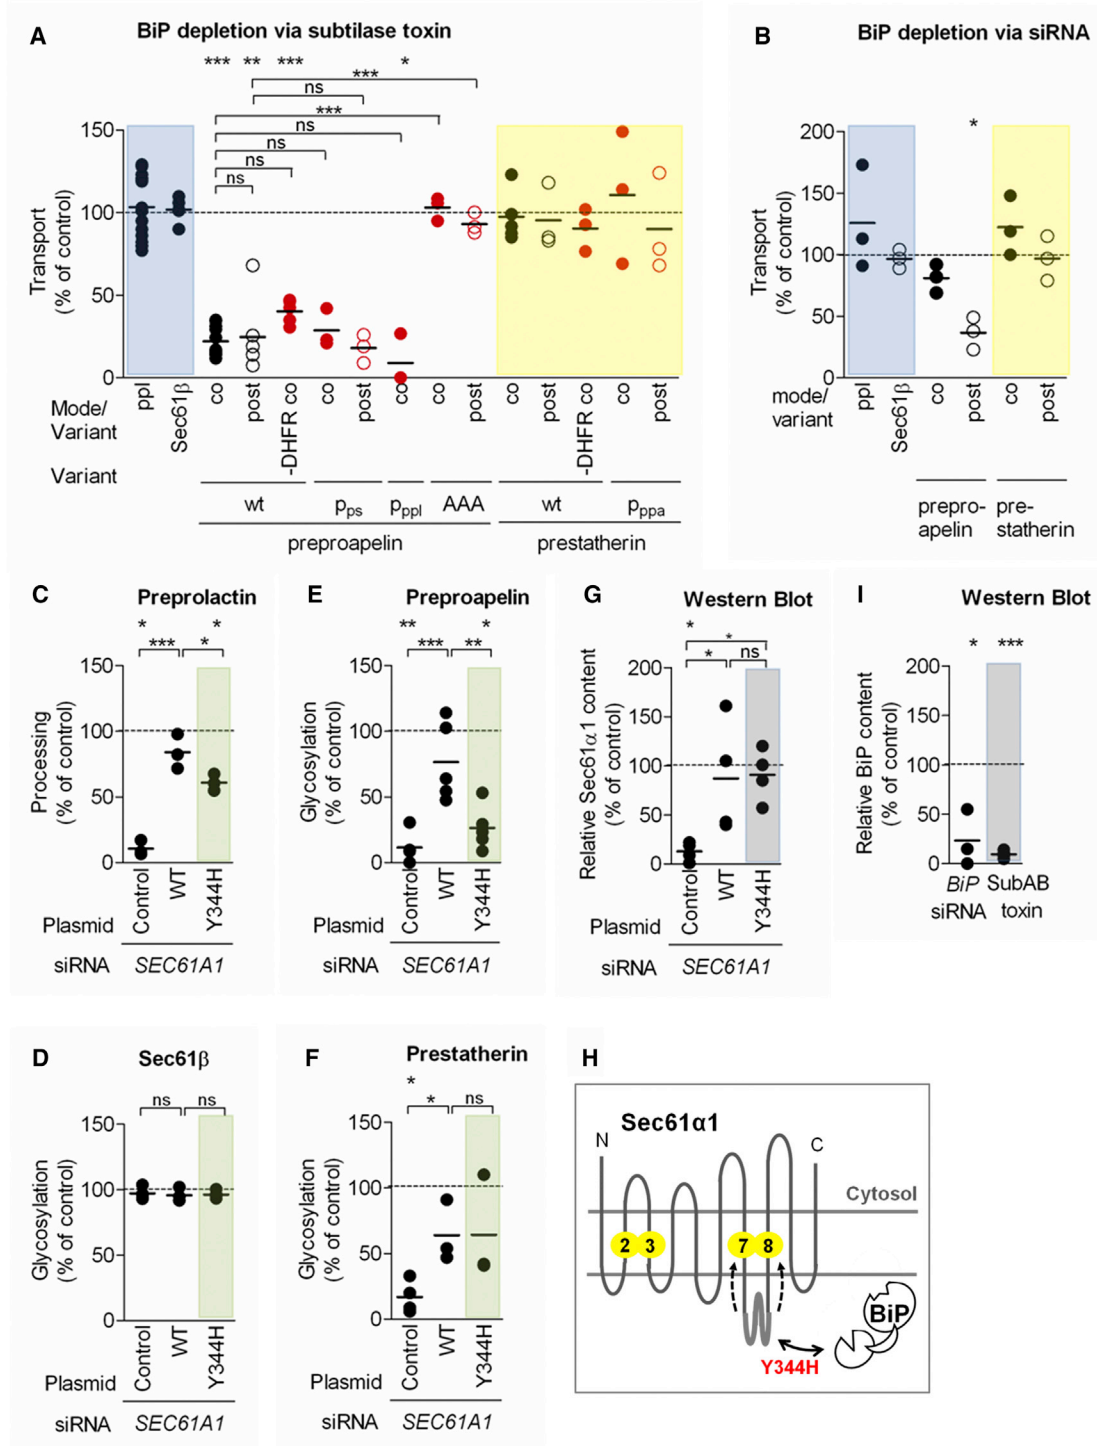 A
BiP depletion via subtilase toxin
*** ** *** *
***
ns
***
ns
ns
ns
ns
Transport
(% of control)
150
100
50
0
Mode/
Variant
ppl
Sec61β
co
post
-DHFR co
co
post
co
co
post
co
post
-DHFR co
co
post
Variant
wt
pps
pppl
AAA
wt
pppa
preproapelin
prestatherin
B
BiP depletion via siRNA
*
Transport
(% of control)
200
150
100
50
0
mode/
variant
ppl
Sec61β
co
post
co
post
prepro-
apelin
pre-
statherin
C
Preprolactin
* *
*** *
Processing
(% of control)
150
100
50
0
Plasmid
Control
WT
Y344H
siRNA
SEC61A1
E
Preproapelin
** *
*** **
Glycosylation
(% of control)
150
100
50
0
Plasmid
Control
WT
Y344H
siRNA
SEC61A1
G
Western Blot
*
*
* ns
Relative Sec61α1 content
(% of control)
200
150
100
50
0
Plasmid
Control
WT
Y344H
siRNA
SEC61A1
I
Western Blot
* ***
Relative BiP content
(% of control)
200
150
100
50
0
BiP SubAB
siRNA toxin
D
Sec61β
ns ns
Glycosylation
(% of control)
150
100
50
0
Plasmid
Control
WT
Y344H
siRNA
SEC61A1
F
Prestatherin
*
* ns
Glycosylation
(% of control)
150
100
50
0
Plasmid
Control
WT
Y344H
siRNA
SEC61A1
H
Sec61α1
N
C
Cytosol
2 3 7 8
BiP
Y344H